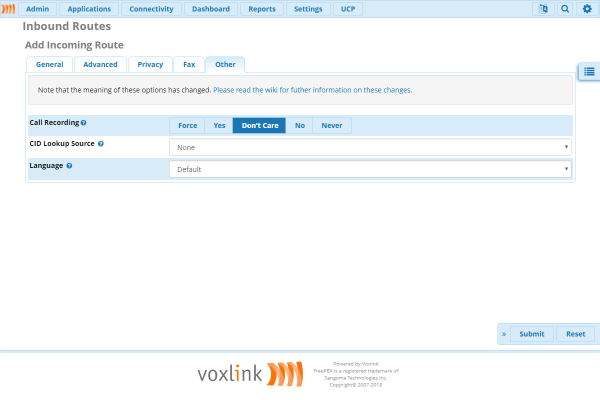 Admin Applications Connectivity Dashboard Reports Settings UCP
Inbound Routes
Add Incoming Route
General Advanced Privacy Fax Other
Note that the meaning of these options has changed. Please read the wiki for futher information on these changes.
Call Recording Force Yes Don't Care No Never
CID Lookup Source None
Language Default
» Submit Reset
voxlink
Powered by Voxlink
FreePBX is a registered trademark of
Sangoma Technologies Inc.
Copyright© 2007-2018